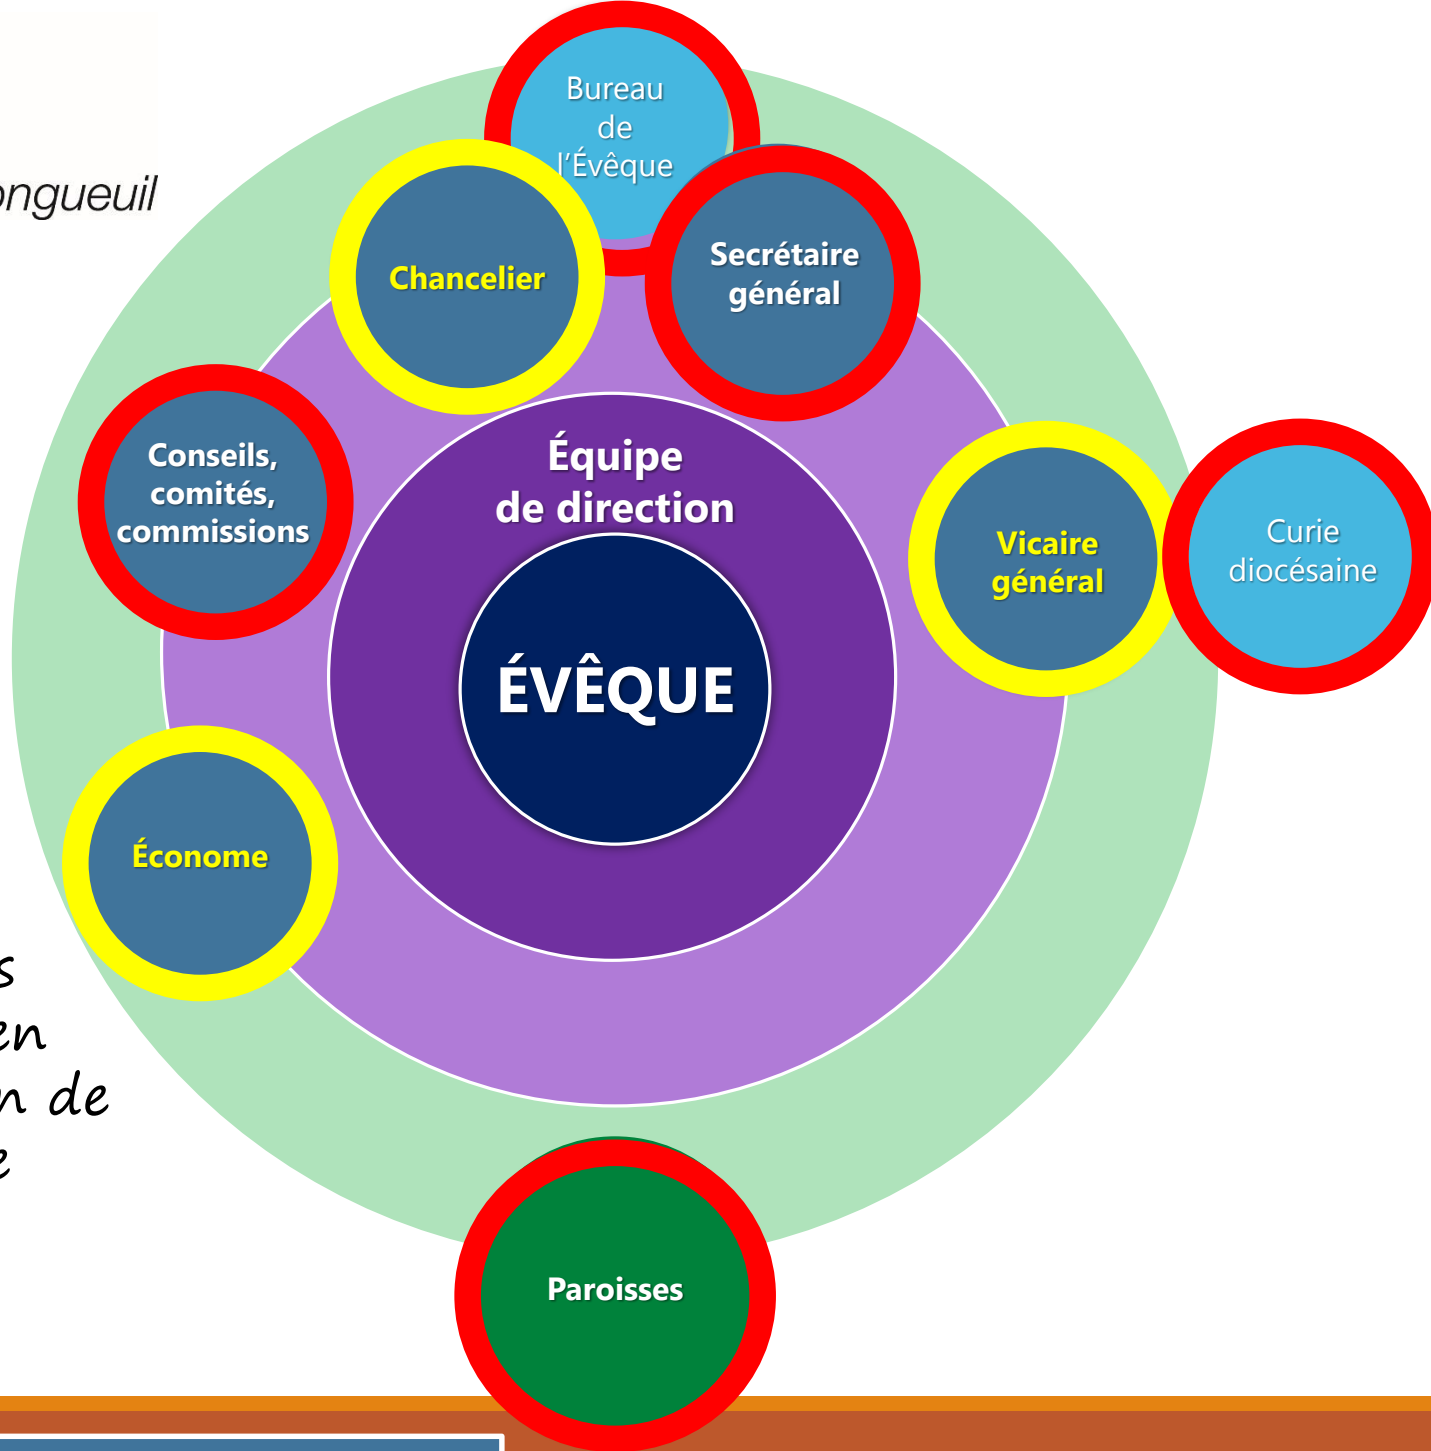 Bureau
de
l'Évêque
ongueuil
Secrétaire
général
Chancelier
Conseils,
comités,
commissions
Équipe
de direction
Vicaire
général
Curie
diocésaine
ÉVÊQUE
Économe
s
en
n de
e
Paroisses